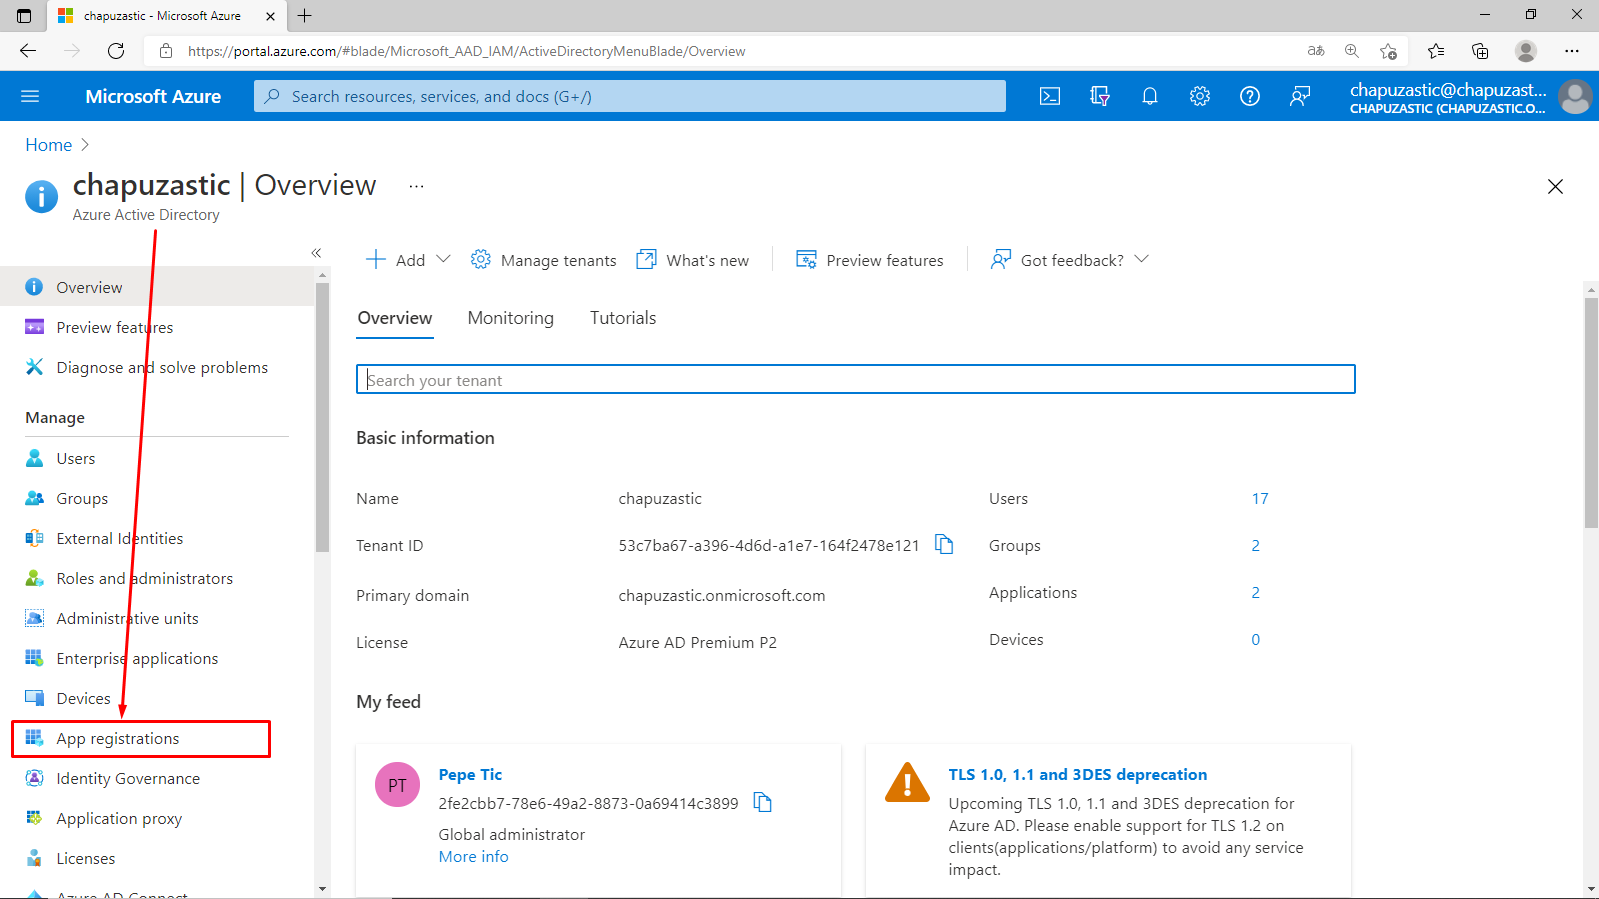 chapuzastic - Microsoft Azure
https://portal.azure.com/#blade/Microsoft_AAD_IAM/ActiveDirectoryMenuBlade/Overview
aあ
Microsoft Azure
Search resources, services, and docs (G+/)
chapuzastic@chapuzast...
CHAPUZASTIC (CHAPUZASTIC.O...
Home
chapuzastic | Overview ...
Azure Active Directory
Overview
Preview features
Diagnose and solve problems
Manage
Users
Groups
External Identities
Roles and administrators
Administrative units
Enterprise applications
Devices
App registrations
Identity Governance
Application proxy
Licenses
Azure AD Connect
Add
Manage tenants
What's new
Preview features
Got feedback?
Overview Monitoring Tutorials
Search your tenant
Basic information
Name chapuzastic
Tenant ID 53c7ba67-a396-4d6d-a1e7-164f2478e121
Primary domain chapuzastic.onmicrosoft.com
License Azure AD Premium P2
Users 17
Groups 2
Applications 2
Devices 0
My feed
PT
Pepe Tic
2fe2cbb7-78e6-49a2-8873-0a69414c3899
Global administrator
More info
TLS 1.0, 1.1 and 3DES deprecation
Upcoming TLS 1.0, 1.1 and 3DES deprecation for
Azure AD. Please enable support for TLS 1.2 on
clients(applications/platform) to avoid any service
impact.